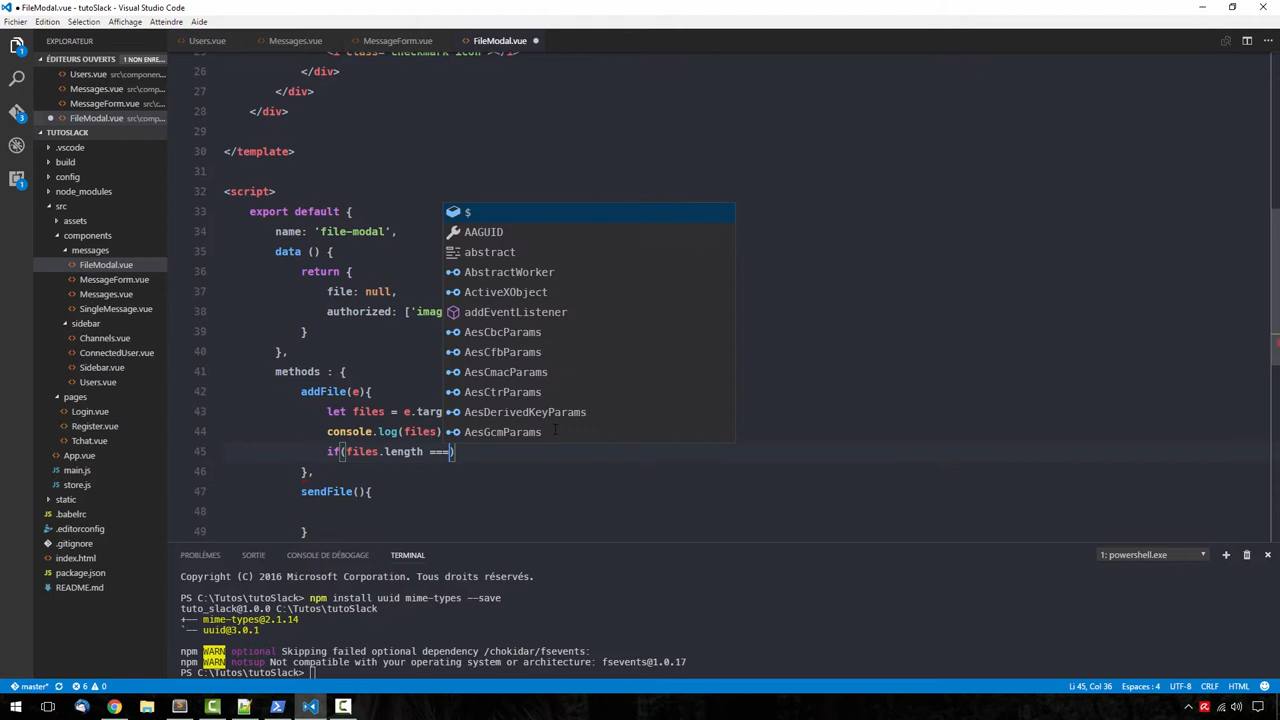 FileModal.vue - tutoSlack - Visual Studio Code
Fichier Edition Sélection Affichage Atteindre Aide
EXPLORATEUR
Users.vue Messages.vue MessageForm.vue FileModal.vue
ÉDITEURS OUVERTS 1 NON ENRE...
Users.vue src\componen...
Messages.vue src\comp...
MessageForm.vue src\c...
FileModal.vue src\comp...
TUTOSLACK
.vscode
build
config
node_modules
src
assets
components
messages
FileModal.vue
MessageForm.vue
Messages.vue
SingleMessage.vue
sidebar
Channels.vue
ConnectedUser.vue
Sidebar.vue
Users.vue
pages
Login.vue
Register.vue
Tchat.vue
App.vue
main.js
store.js
static
.babelrc
.editorconfig
.gitignore
index.html
package.json
README.md
26 </div>
27 </div>
28 </div>
29
30 </template>
31
32 <script>
33 export default {
34 name: 'file-modal',
35 data () {
36 return {
37 file: null,
38 authorized: ['imag
39 }
40 },
41 methods : {
42 addFile(e){
43 let files = e.targ
44 console.log(files)
45 if(files.length ===)
46 },
47 sendFile(){
48
49 }
$
AAGUID
abstract
AbstractWorker
ActiveXObject
addEventListener
AesCbcParams
AesCfbParams
AesCmacParams
AesCtrParams
AesDerivedKeyParams
AesGcmParams
PROBLÈMES SORTIE CONSOLE DE DÉBOGAGE TERMINAL 1: powershell.exe
Copyright (C) 2016 Microsoft Corporation. Tous droits réservés.
PS C:\Tutos\tutoSlack> npm install uuid mime-types --save
tuto_slack@1.0.0 C:\Tutos\tutoSlack
+-- mime-types@2.1.14
`-- uuid@3.0.1
npm WARN optional Skipping failed optional dependency /chokidar/fsevents:
npm WARN notsup Not compatible with your operating system or architecture: fsevents@1.0.17
PS C:\Tutos\tutoSlack>
master* 6 0 Li 45, Col 36 Espaces : 4 UTF-8 CRLF HTML